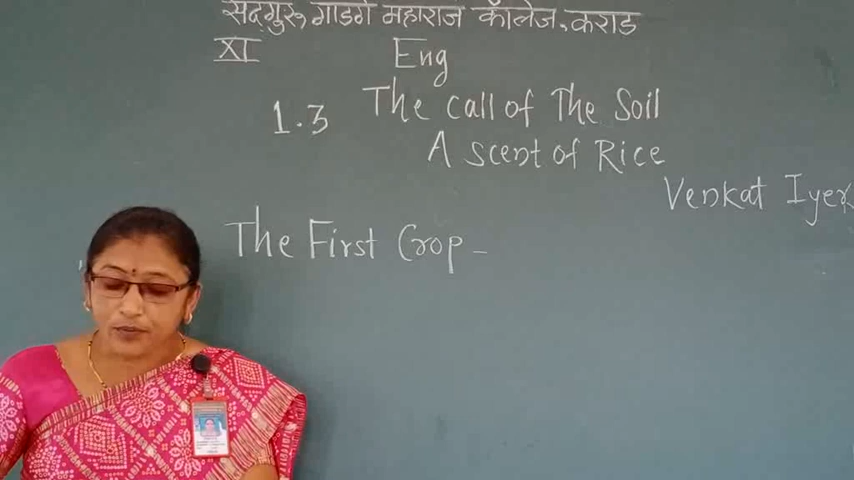 सद्गुरू गाडगे महाराज कॉलेज, कराड
XI Eng
1.3 The Call of The Soil
A Scent of Rice
Venkat Iyer
The First Crop -